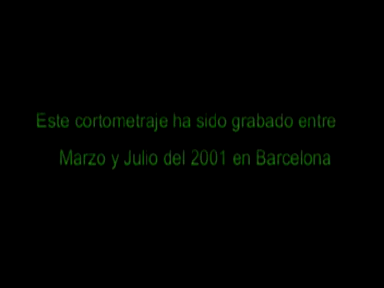 Este cortometraje ha sido grabado entre
Marzo y Julio del 2001 en Barcelona